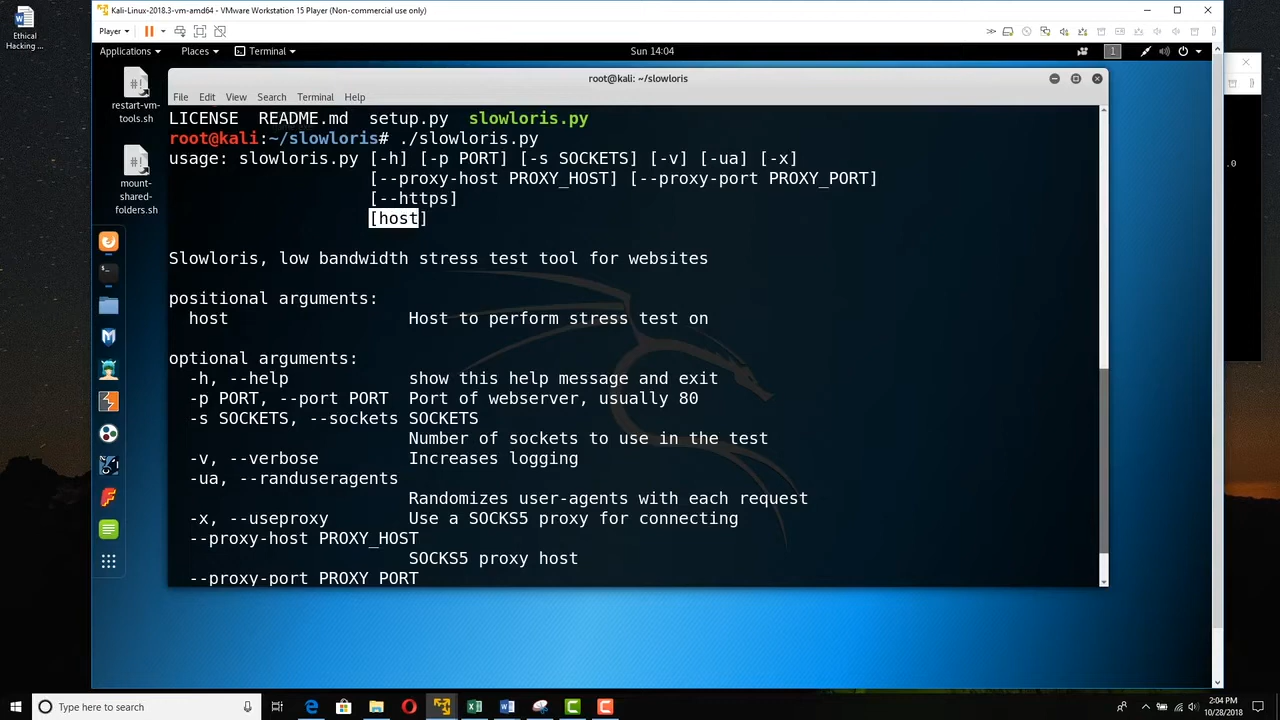 Ethical
Hacking ...
Kali-Linux-2018.3-vm-amd64 - VMware Workstation 15 Player (Non-commercial use only)
Player
Applications Places Terminal Sun 14:04 1
restart-vm-
tools.sh
mount-
shared-
folders.sh
root@kali: ~/slowloris
File Edit View Search Terminal Help
LICENSE README.md setup.py slowloris.py
root@kali:~/slowloris# ./slowloris.py
usage: slowloris.py [-h] [-p PORT] [-s SOCKETS] [-v] [-ua] [-x]
[--proxy-host PROXY_HOST] [--proxy-port PROXY_PORT]
[--https]
[host]
Slowloris, low bandwidth stress test tool for websites
positional arguments:
host Host to perform stress test on
optional arguments:
-h, --help show this help message and exit
-p PORT, --port PORT Port of webserver, usually 80
-s SOCKETS, --sockets SOCKETS
Number of sockets to use in the test
-v, --verbose Increases logging
-ua, --randuseragents
Randomizes user-agents with each request
-x, --useproxy Use a SOCKS5 proxy for connecting
--proxy-host PROXY_HOST
SOCKS5 proxy host
--proxy-port PROXY_PORT
.0
Type here to search
2:04 PM
10/28/2018